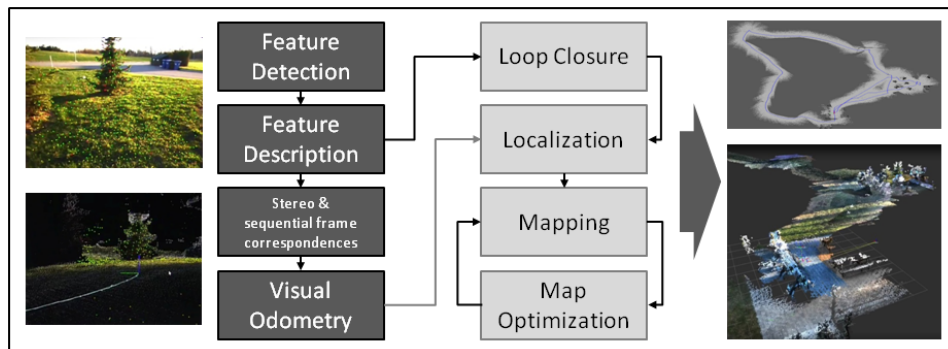 Feature
Detection
Feature
Description
Stereo &
sequential frame
correspondences
Visual
Odometry
Loop Closure
Localization
Mapping
Map
Optimization